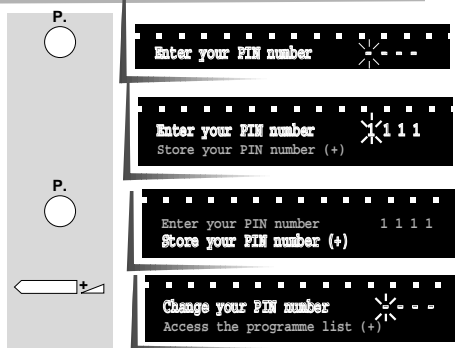 P.
Enter your PIN number - - - -
Enter your PIN number 1 1 1 1
Store your PIN number (+)
P.
Enter your PIN number 1 1 1 1
Store your PIN number (+)
+
Change your PIN number - - - -
Access the programme list (+)